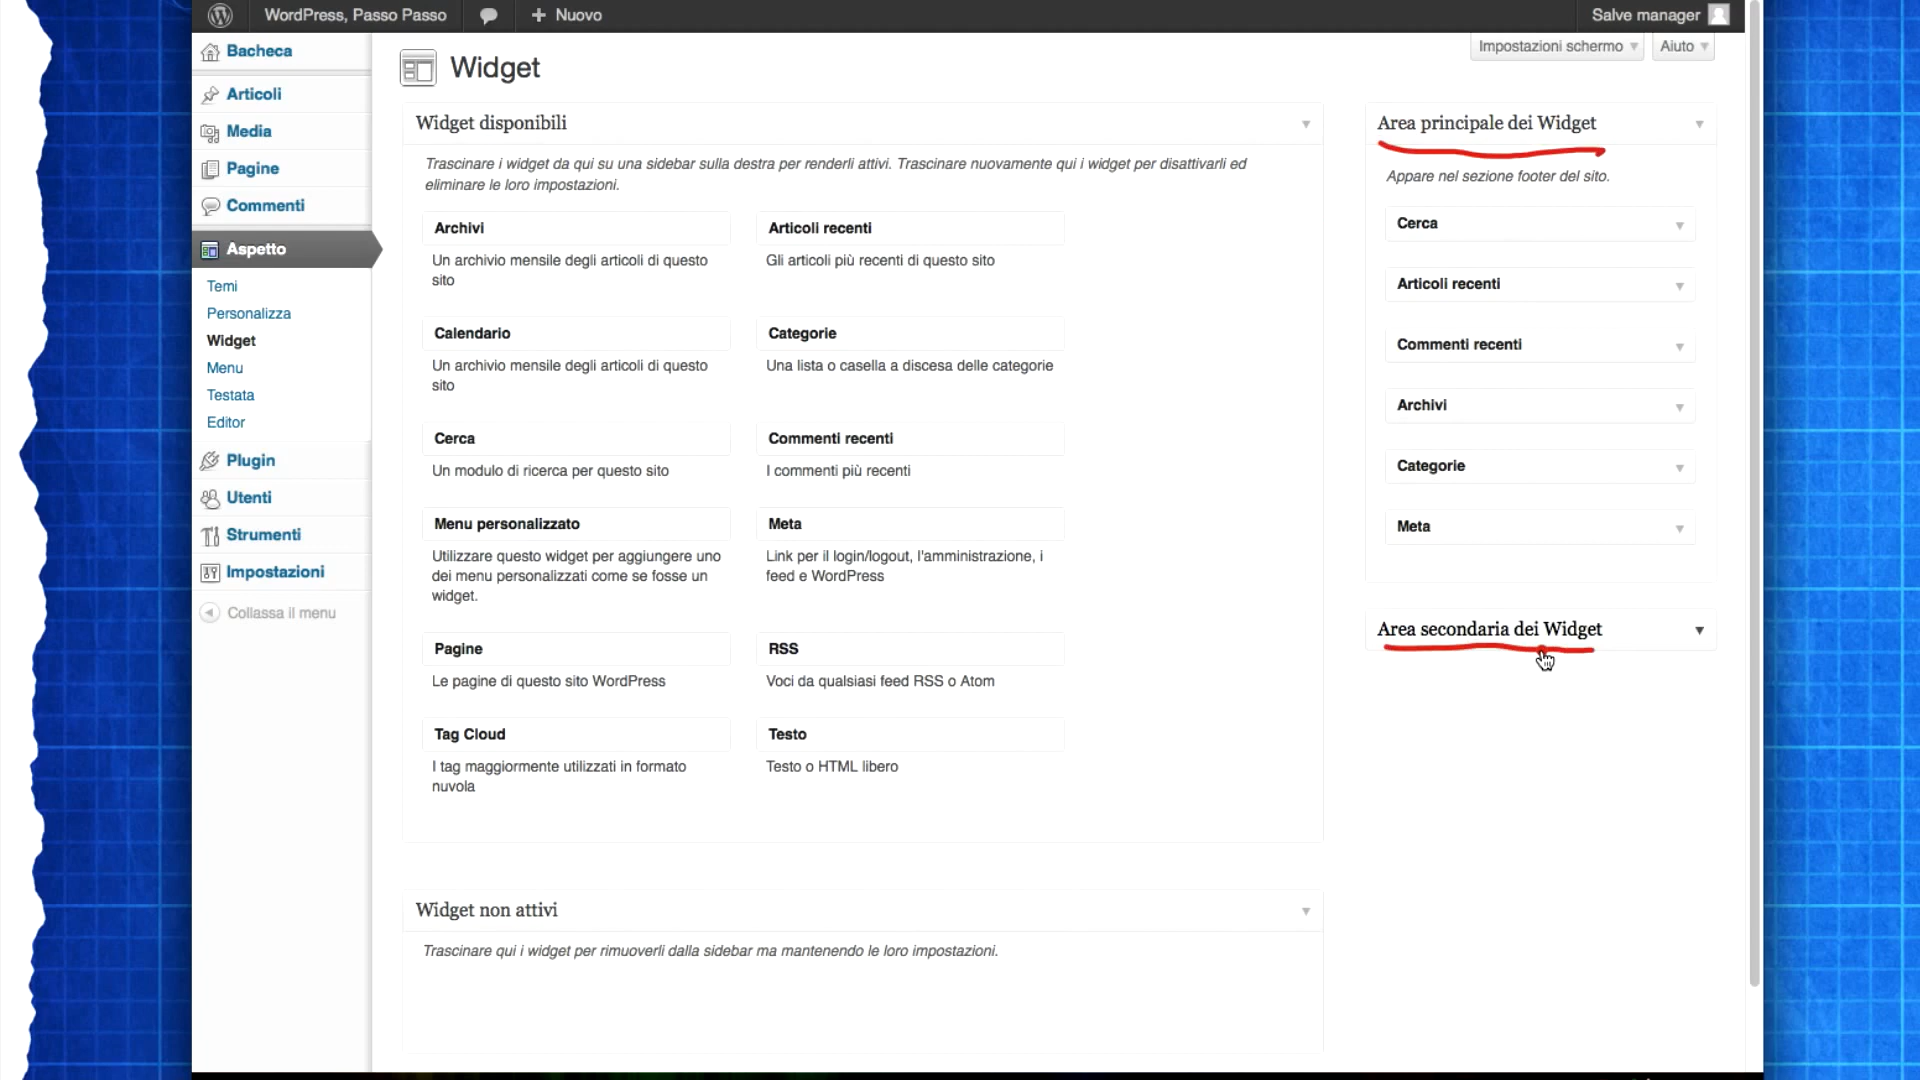 WordPress, Passo Passo
Nuovo
Salve manager
Bacheca
Articoli
Media
Pagine
Commenti
Aspetto
Temi
Personalizza
Widget
Menu
Testata
Editor
Plugin
Utenti
Strumenti
Impostazioni
Collassa il menu
Impostazioni schermo
Aiuto
Widget
Widget disponibili
Trascinare i widget da qui su una sidebar sulla destra per renderli attivi. Trascinare nuovamente qui i widget per disattivarli ed
eliminare le loro impostazioni.
Archivi
Un archivio mensile degli articoli di questo
sito
Articoli recenti
Gli articoli più recenti di questo sito
Calendario
Un archivio mensile degli articoli di questo
sito
Categorie
Una lista o casella a discesa delle categorie
Cerca
Un modulo di ricerca per questo sito
Commenti recenti
I commenti più recenti
Menu personalizzato
Utilizzare questo widget per aggiungere uno
dei menu personalizzati come se fosse un
widget.
Meta
Link per il login/logout, l'amministrazione, i
feed e WordPress
Pagine
Le pagine di questo sito WordPress
RSS
Voci da qualsiasi feed RSS o Atom
Tag Cloud
I tag maggiormente utilizzati in formato
nuvola
Testo
Testo o HTML libero
Widget non attivi
Trascinare qui i widget per rimuoverli dalla sidebar ma mantenendo le loro impostazioni.
Area principale dei Widget
Appare nel sezione footer del sito.
Cerca
Articoli recenti
Commenti recenti
Archivi
Categorie
Meta
Area secondaria dei Widget